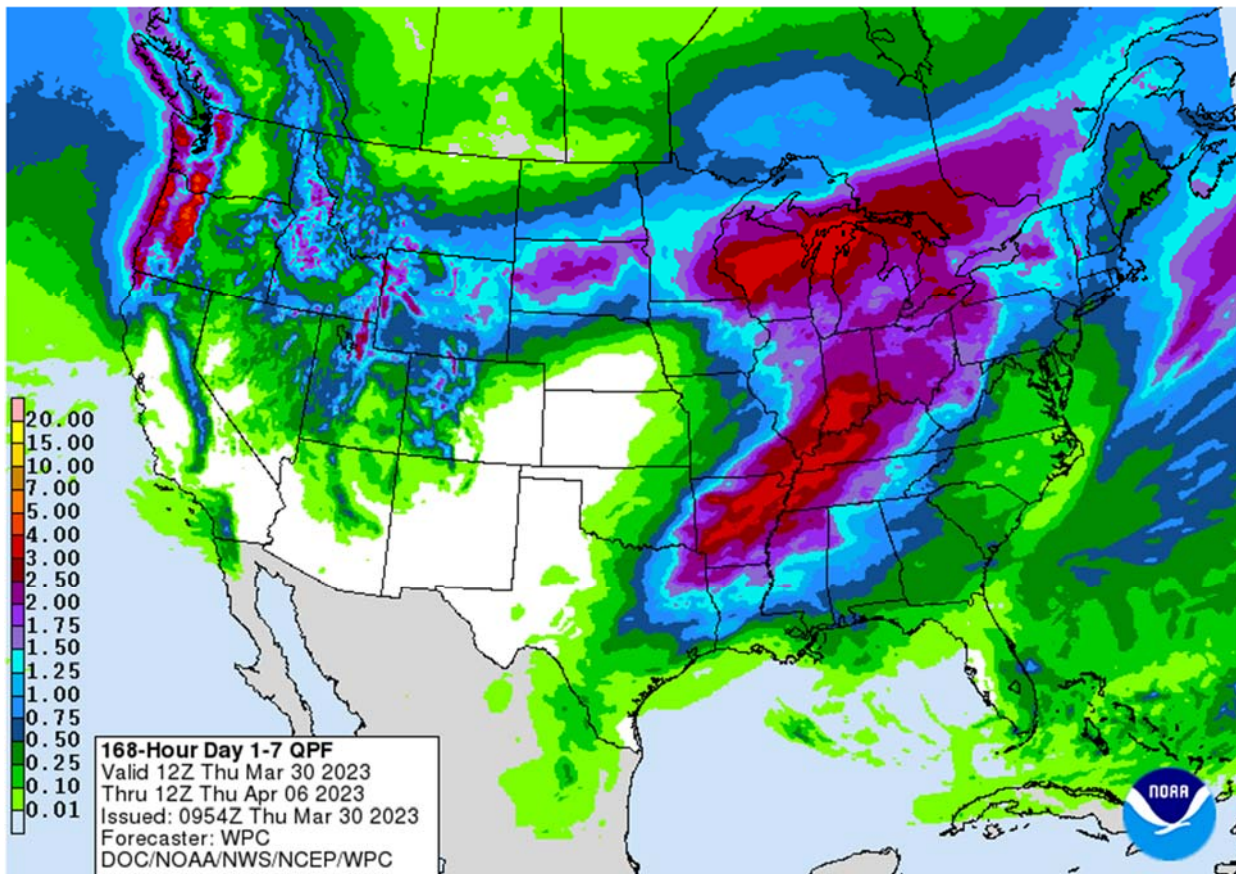 20.00
15.00
10.00
7.00
5.00
4.00
3.00
2.50
2.00
1.75
1.50
1.25
1.00
0.75
0.50
0.25
0.10
0.01
168-Hour Day 1-7 QPF
Valid 12Z Thu Mar 30 2023
Thru 12Z Thu Apr 06 2023
Issued: 0954Z Thu Mar 30 2023
Forecaster: WPC
DOC/NOAA/NWS/NCEP/WPC
NOAA